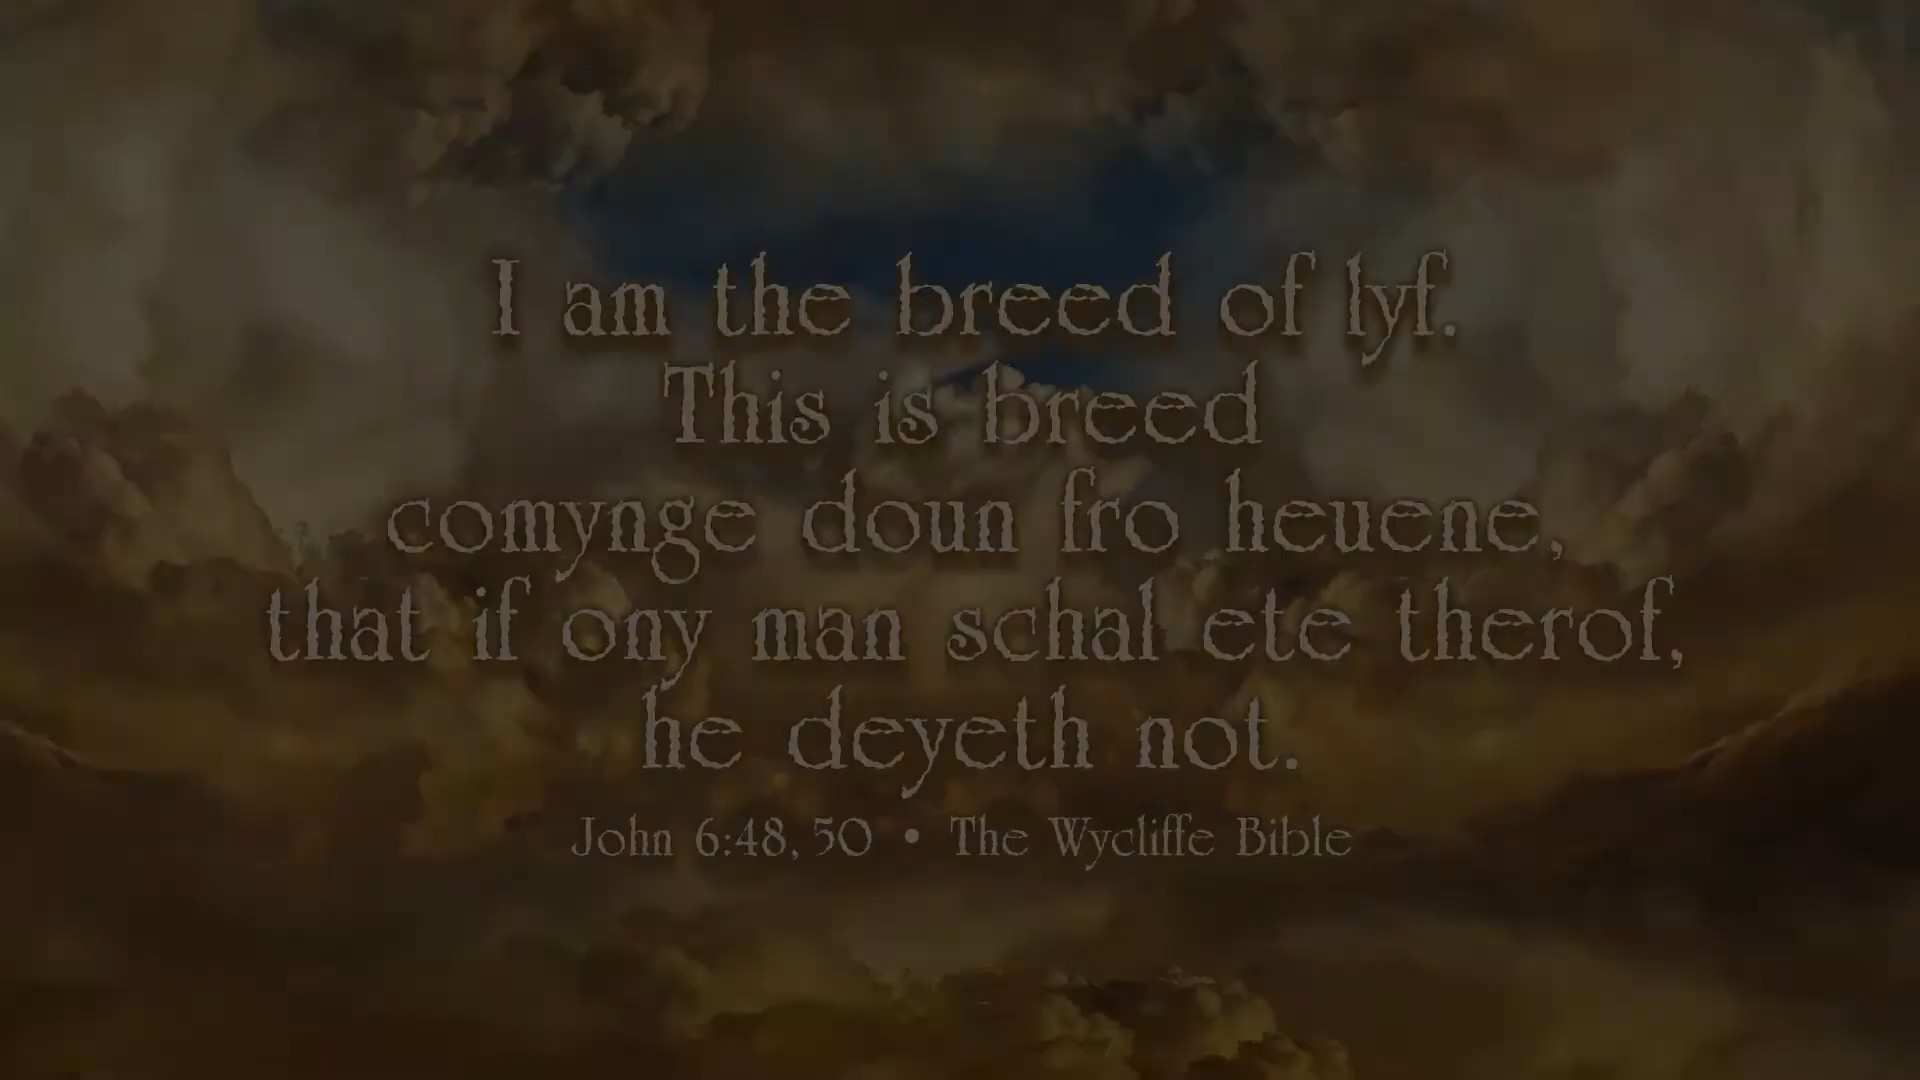 I am the breed of lyf.
This is breed
comynge doun fro heuene,
that if ony man schal ete therof,
he deyeth not.
John 6:48, 50 • The Wycliffe Bible